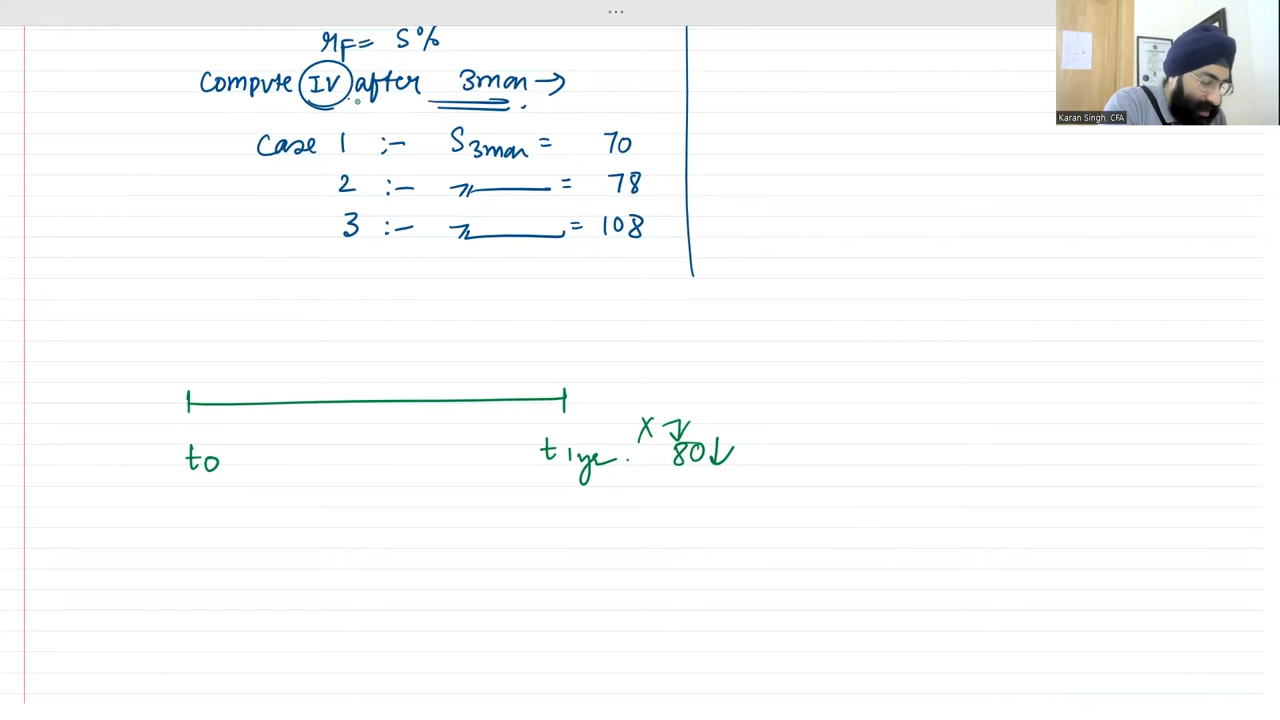 rF= 5%
Compute IV after 3mon →
Case 1 :- S3mon = 70
2 :- 〃 = 78
3 :- 〃 = 108
X
t0 t1yr. 80↓
Karan Singh, CFA